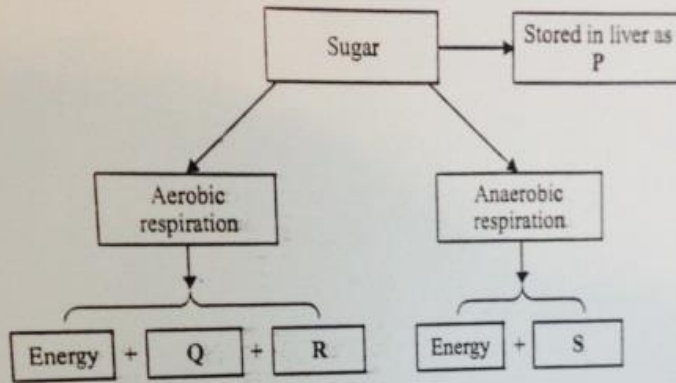 Sugar
Stored in liver as
P
Aerobic
respiration
Anaerobic
respiration
Energy + Q + R
Energy + S